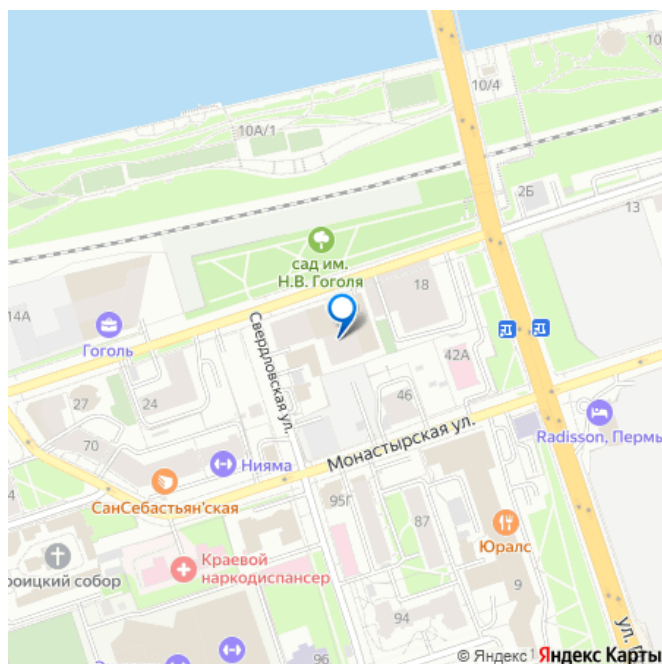 10
10/4
10А/1
2Б
13
сад им.
Н.В. Гоголя
18
14А
Гоголь
Свердловская ул.
42А
27
24
46
Radisson, Пермь
70
Нияма
Монастырская ул.
4
СанСебастьян'ская
95Г
87
Юралс
роицкий собор
Краевой
наркодиспансер
9
94
96
ул.
© Яндекс Яндекс Карты